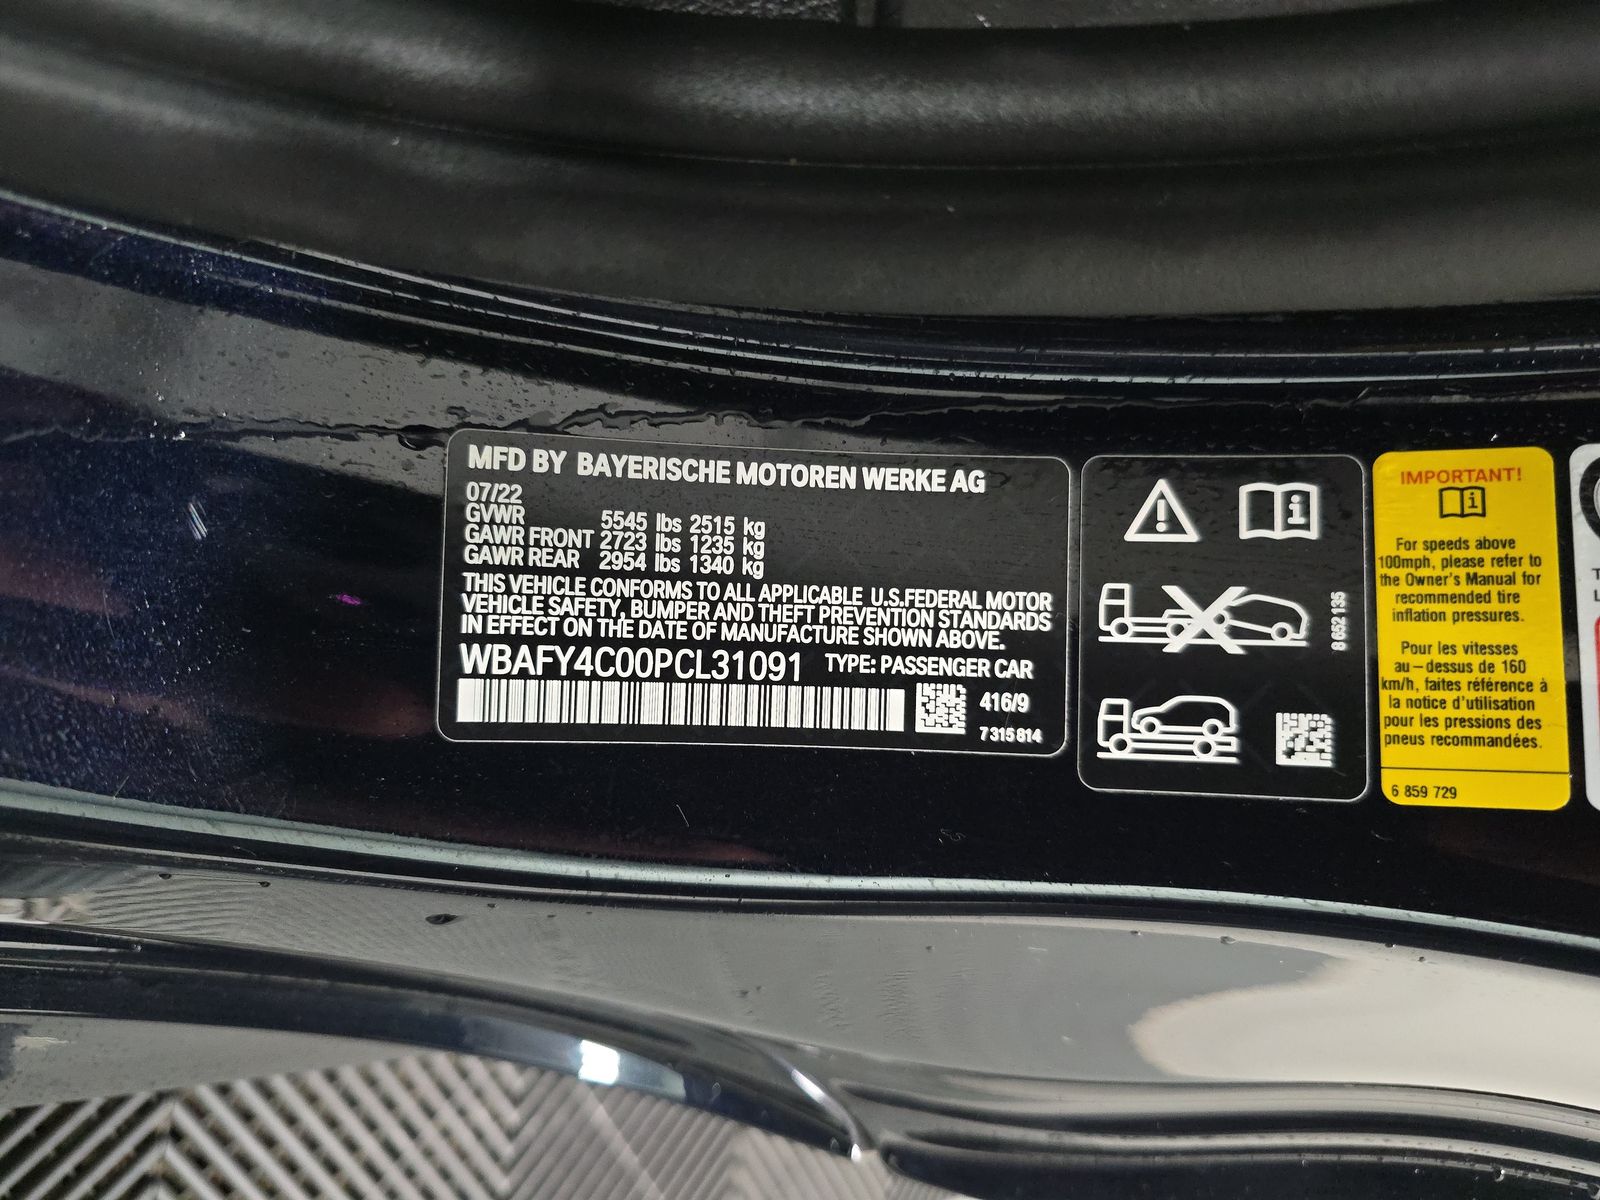 MFD BY BAYERISCHE MOTOREN WERKE AG
07/22
GVWR 5545 lbs 2515 kg
GAWR FRONT 2723 lbs 1235 kg
GAWR REAR 2954 lbs 1340 kg
THIS VEHICLE CONFORMS TO ALL APPLICABLE U.S.FEDERAL MOTOR
VEHICLE SAFETY, BUMPER AND THEFT PREVENTION STANDARDS
IN EFFECT ON THE DATE OF MANUFACTURE SHOWN ABOVE.
WBAFY4C00PCL31091 TYPE: PASSENGER CAR
416/9
7 315 814
8 652 135
IMPORTANT!
For speeds above
100mph, please refer to
the Owner's Manual for
recommended tire
inflation pressures.
Pour les vitesses
au-dessus de 160
km/h, faites référence à
la notice d'utilisation
pour les pressions des
pneus recommandées.
6 859 729